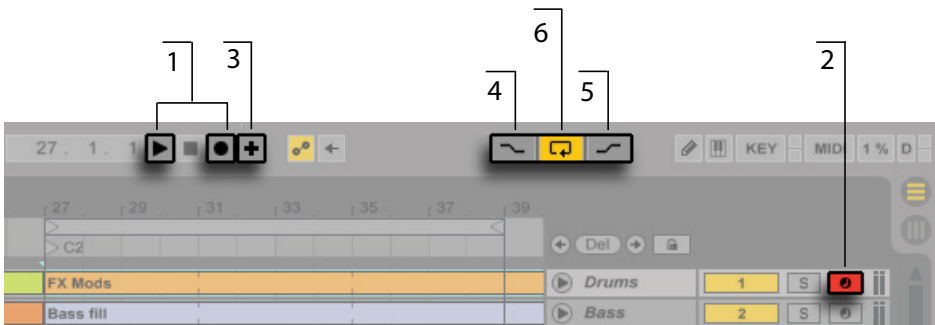 6
1 3 2
4 5
27. 1. 1 KEY MIDI 1 % D
27 29 31 33 35 37 39
C2 Del
FX Mods Drums 1 S
Bass fill Bass 2 S